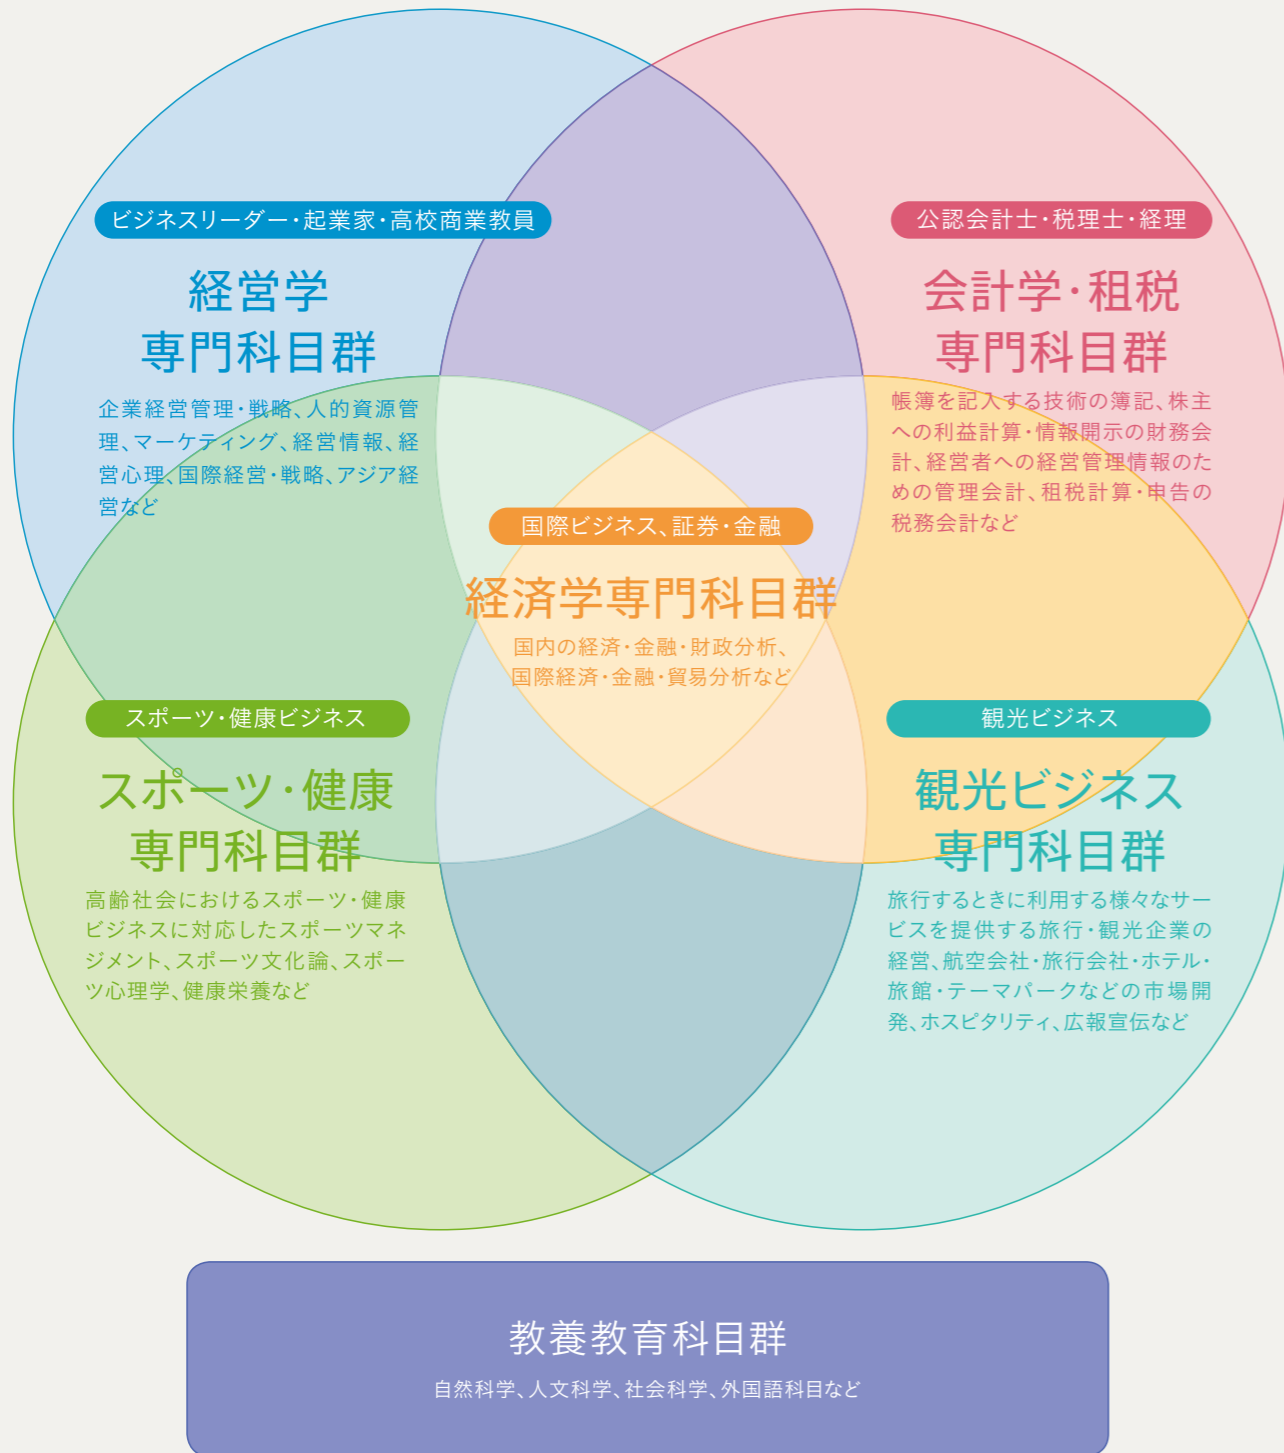 ビジネスリーダー・起業家・高校商業教員
経営学
専門科目群
企業経営管理・戦略、人的資源管
理、マーケティング、経営情報、経
営心理、国際経営・戦略、アジア経
営など
公認会計士・税理士・経理
会計学・租税
専門科目群
帳簿を記入する技術の簿記、株主
への利益計算・情報開示の財務会
計、経営者への経営管理情報のた
めの管理会計、租税計算・申告の
税務会計など
国際ビジネス、証券・金融
経済学専門科目群
国内の経済・金融・財政分析、
国際経済・金融・貿易分析など
スポーツ・健康ビジネス
スポーツ・健康
専門科目群
高齢社会におけるスポーツ・健康
ビジネスに対応したスポーツマネ
ジメント、スポーツ文化論、スポー
ツ心理学、健康栄養など
観光ビジネス
観光ビジネス
専門科目群
旅行するときに利用する様々なサー
ビスを提供する旅行・観光企業の
経営、航空会社・旅行会社・ホテル・
旅館・テーマパークなどの市場開
発、ホスピタリティ、広報宣伝など
教養教育科目群
自然科学、人文科学、社会科学、外国語科目など